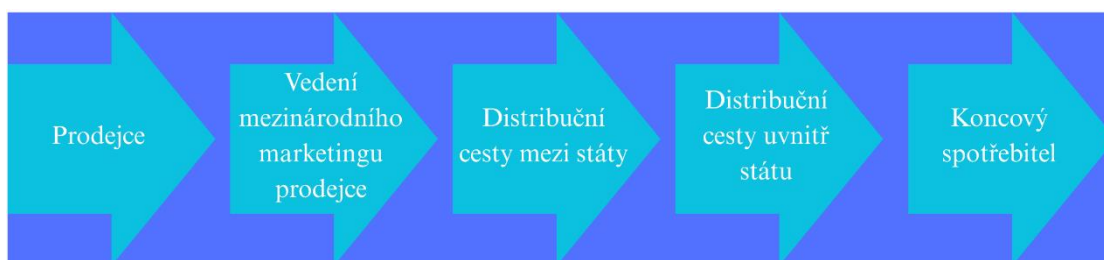 Prodejce
Vedení
mezinárodního
marketingu
prodejce
Distribuční
cesty mezi státy
Distribuční
cesty uvnitř
státu
Koncový
spotřebitel